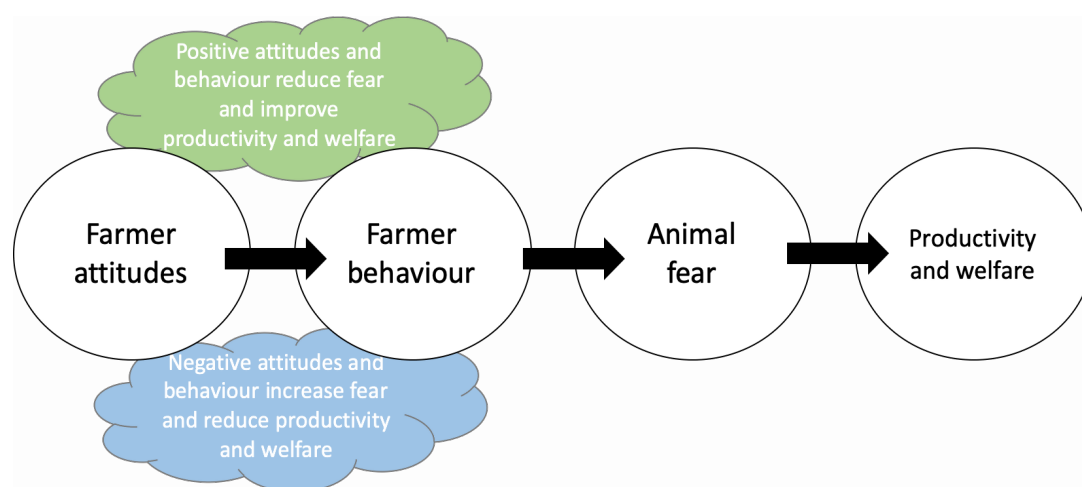 Positive attitudes and
behaviour reduce fear
and improve
productivity and welfare
Farmer
attitudes
Farmer
behaviour
Animal
fear
Productivity
and welfare
Negative attitudes and
behaviour increase fear
and reduce productivity
and welfare